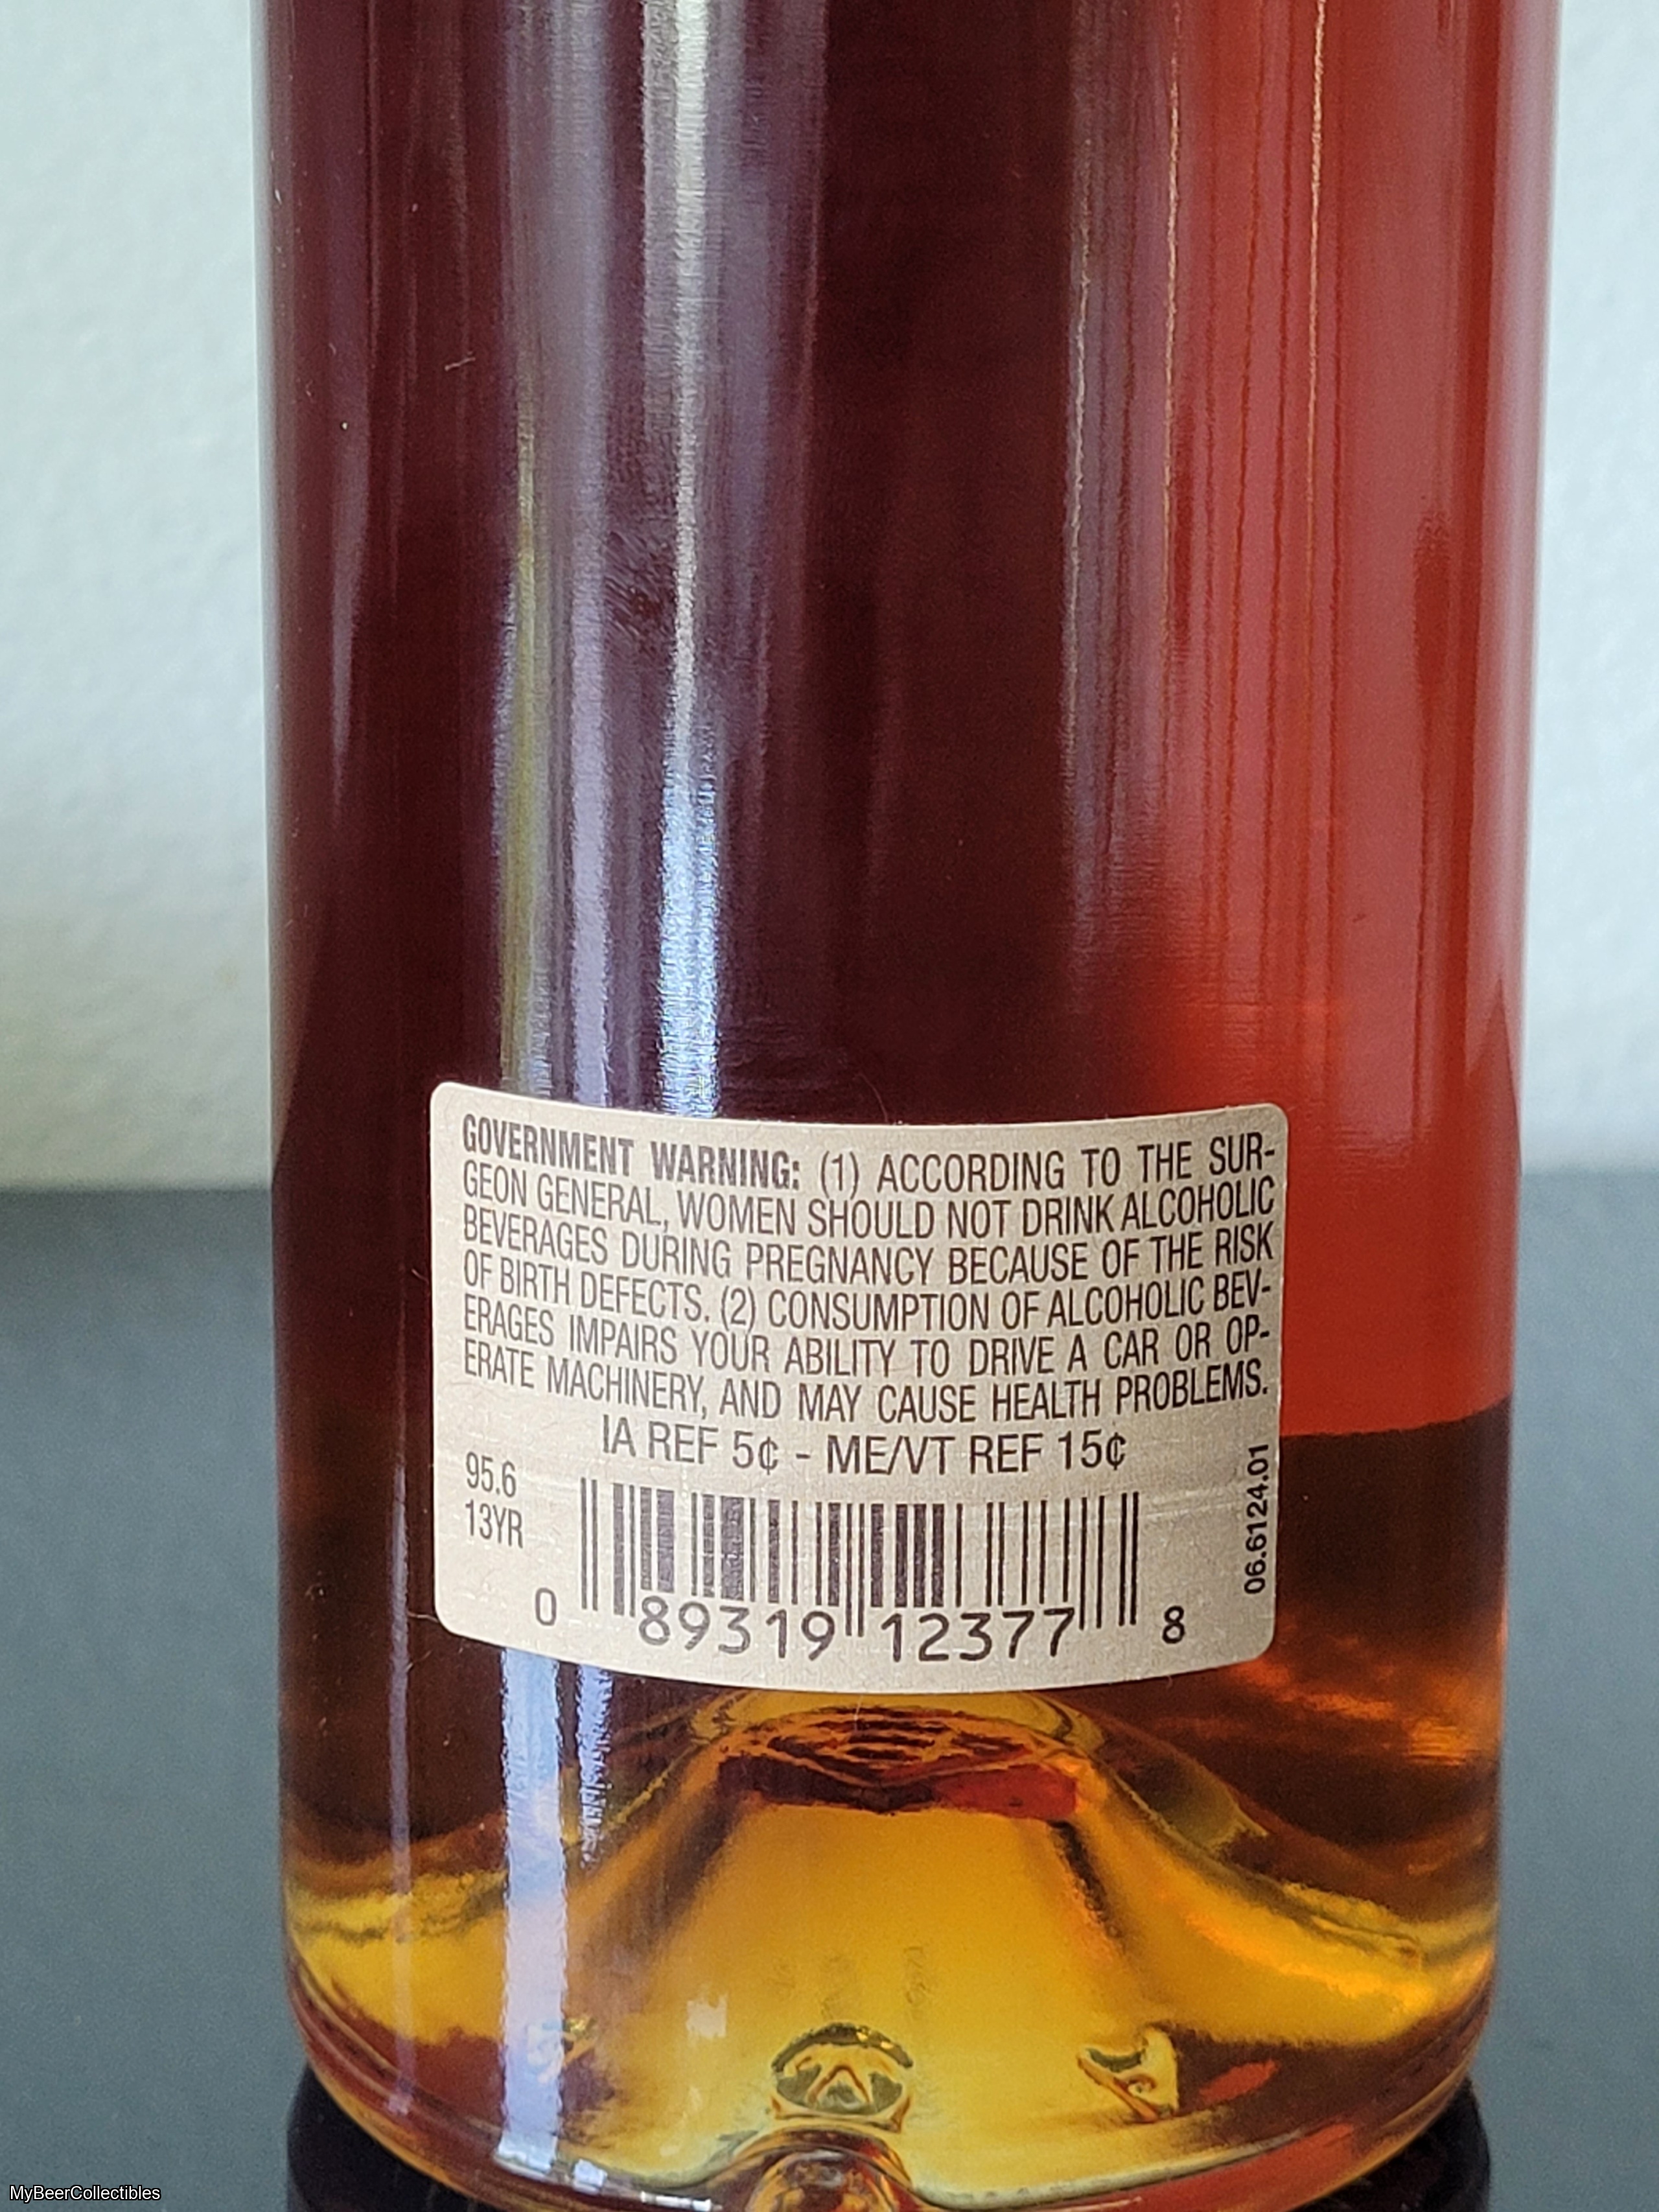 GOVERNMENT WARNING: (1) ACCORDING TO THE SUR-
GEON GENERAL, WOMEN SHOULD NOT DRINK ALCOHOLIC
BEVERAGES DURING PREGNANCY BECAUSE OF THE RISK
OF BIRTH DEFECTS. (2) CONSUMPTION OF ALCOHOLIC BEV-
ERAGES IMPAIRS YOUR ABILITY TO DRIVE A CAR OR OP-
ERATE MACHINERY, AND MAY CAUSE HEALTH PROBLEMS.
IA REF 5¢ - ME/VT REF 15¢
95.6
13YR
0 89319 12377 8
06.6124.01
MyBeerCollectibles